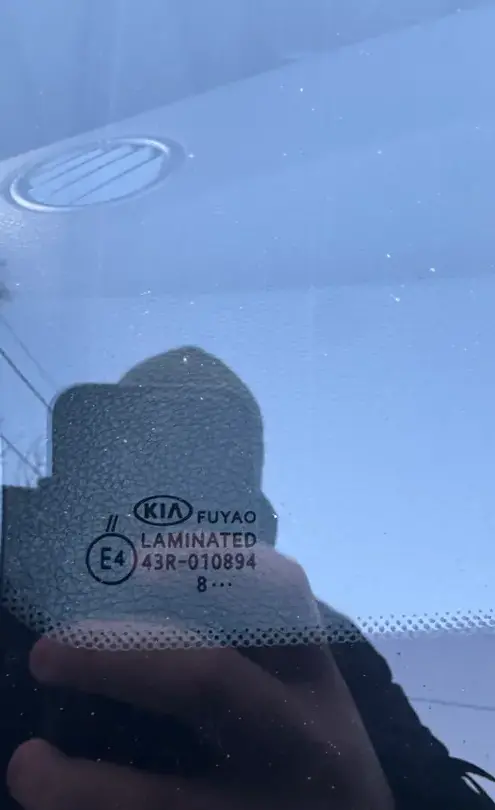 KIA FUYAO
//
LAMINATED
E4
43R-010894
8...